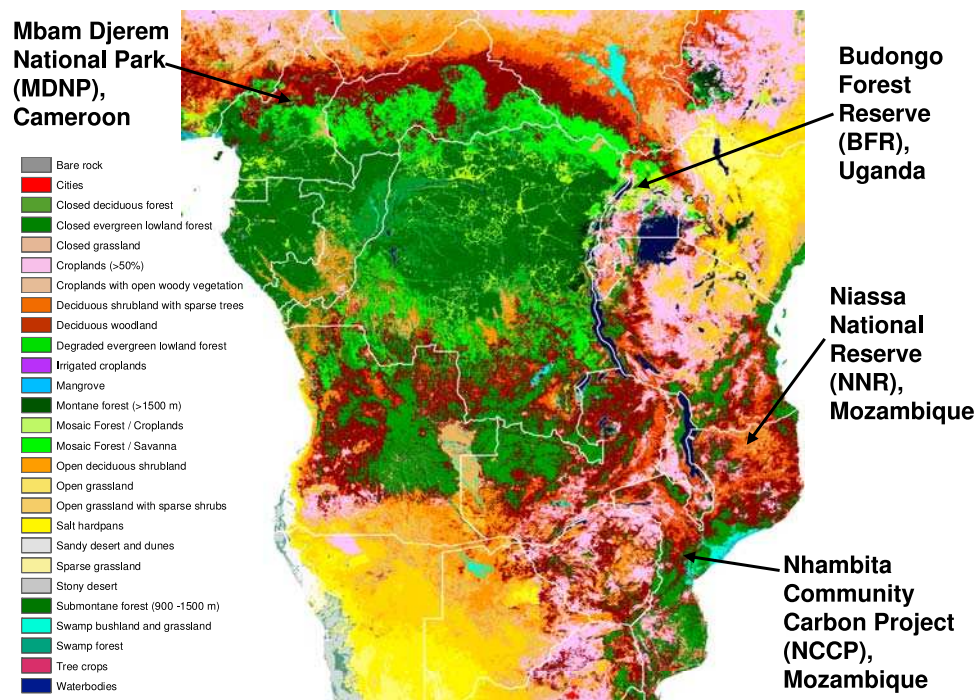 Mbam Djerem
National Park
(MDNP),
Cameroon
Budongo
Forest
Reserve
(BFR),
Uganda
Bare rock
Cities
Closed deciduous forest
Closed evergreen lowland forest
Closed grassland
Croplands (>50%)
Croplands with open woody vegetation
Deciduous shrubland with sparse trees
Deciduous woodland
Degraded evergreen lowland forest
Irrigated croplands
Mangrove
Montane forest (>1500 m)
Mosaic Forest / Croplands
Mosaic Forest / Savanna
Open deciduous shrubland
Open grassland
Open grassland with sparse shrubs
Salt hardpans
Sandy desert and dunes
Sparse grassland
Stony desert
Submontane forest (900 -1500 m)
Swamp bushland and grassland
Swamp forest
Tree crops
Waterbodies
Niassa
National
Reserve
(NNR),
Mozambique
Nhambita
Community
Carbon Project
(NCCP),
Mozambique